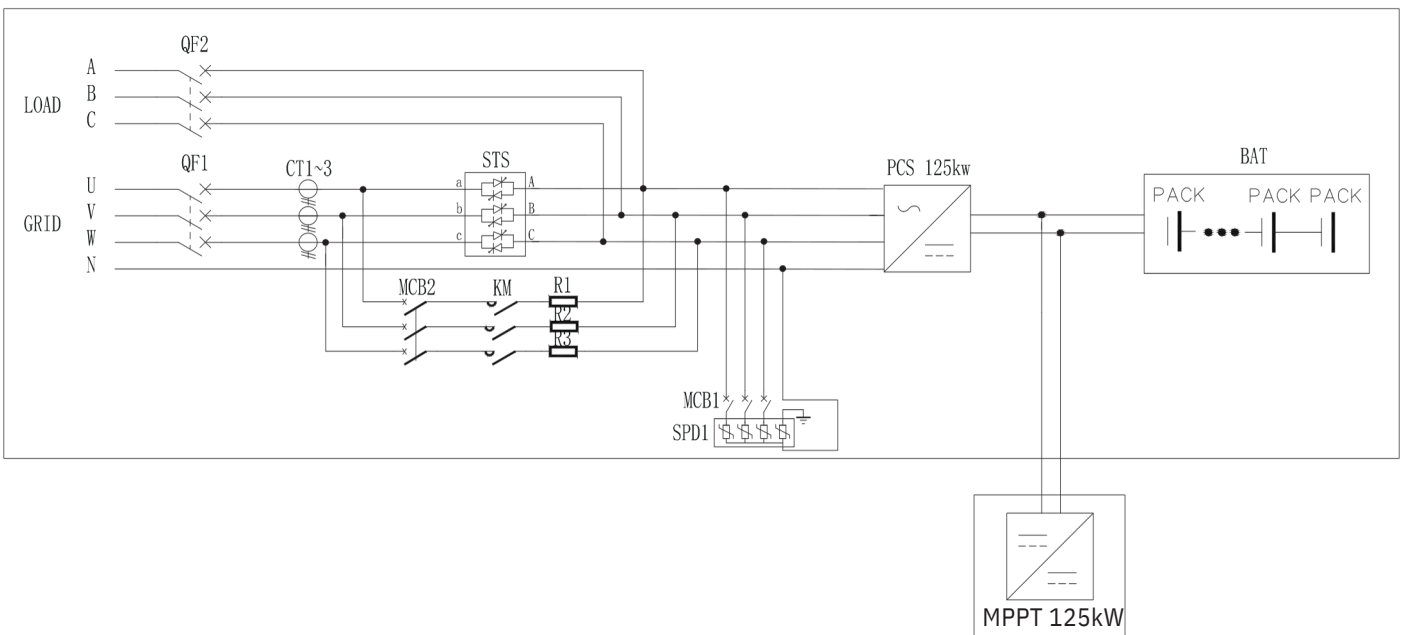 QF2
A
B
LOAD
C
QF1
CT1~3
STS
PCS 125kw
BAT
U
a
A
PACK
PACK
PACK
V
b
B
GRID
W
c
C
N
MCB2
KM
R1
R2
R3
MCB1
SPD1
MPPT 125kW